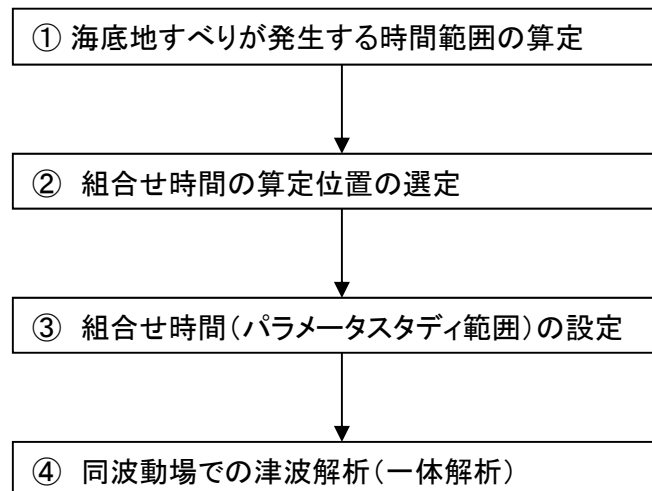 ① 海底地すべりが発生する時間範囲の算定
② 組合せ時間の算定位置の選定
③ 組合せ時間(パラメータスタディ範囲)の設定
④ 同波動場での津波解析(一体解析)